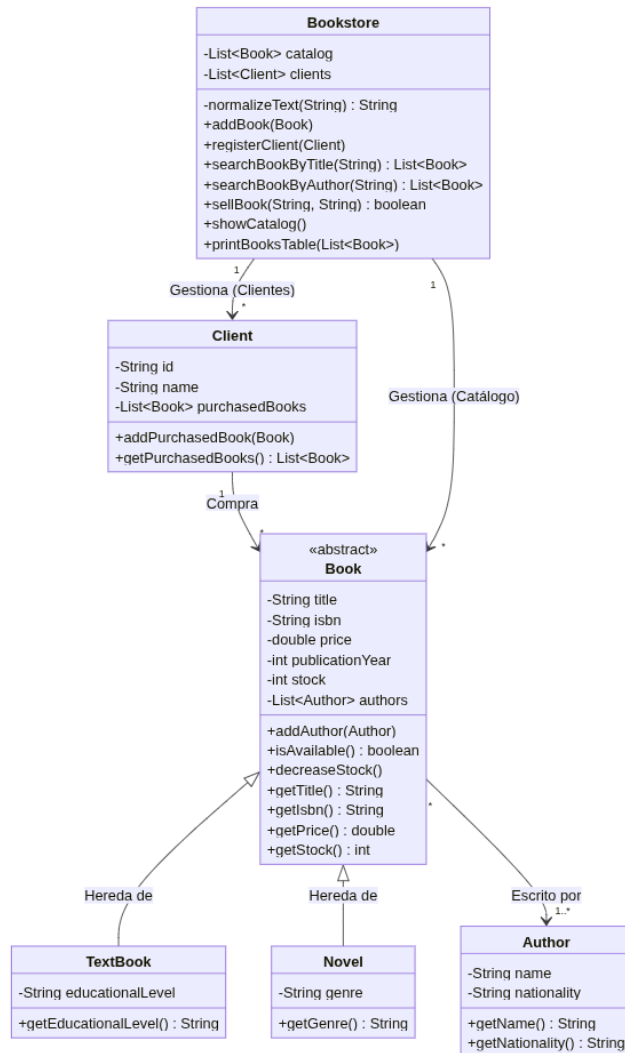 Bookstore
-List<Book> catalog
-List<Client> clients
-normalizeText(String) : String
+addBook(Book)
+registerClient(Client)
+searchBookByTitle(String) : List<Book>
+searchBookByAuthor(String) : List<Book>
+sellBook(String, String) : boolean
+showCatalog()
+printBooksTable(List<Book>)
1
1
Gestiona (Clientes)
*
Client
-String id
-String name
-List<Book> purchasedBooks
+addPurchasedBook(Book)
+getPurchasedBooks() : List<Book>
Gestiona (Catálogo)
1
Compra
*
*
«abstract»
Book
-String title
-String isbn
-double price
-int publicationYear
-int stock
-List<Author> authors
+addAuthor(Author)
+isAvailable() : boolean
+decreaseStock()
+getTitle() : String
+getIsbn() : String
+getPrice() : double
+getStock() : int
*
Hereda de
Hereda de
Escrito por
1..*
TextBook
-String educationalLevel
+getEducationalLevel() : String
Novel
-String genre
+getGenre() : String
Author
-String name
-String nationality
+getName() : String
+getNationality() : String